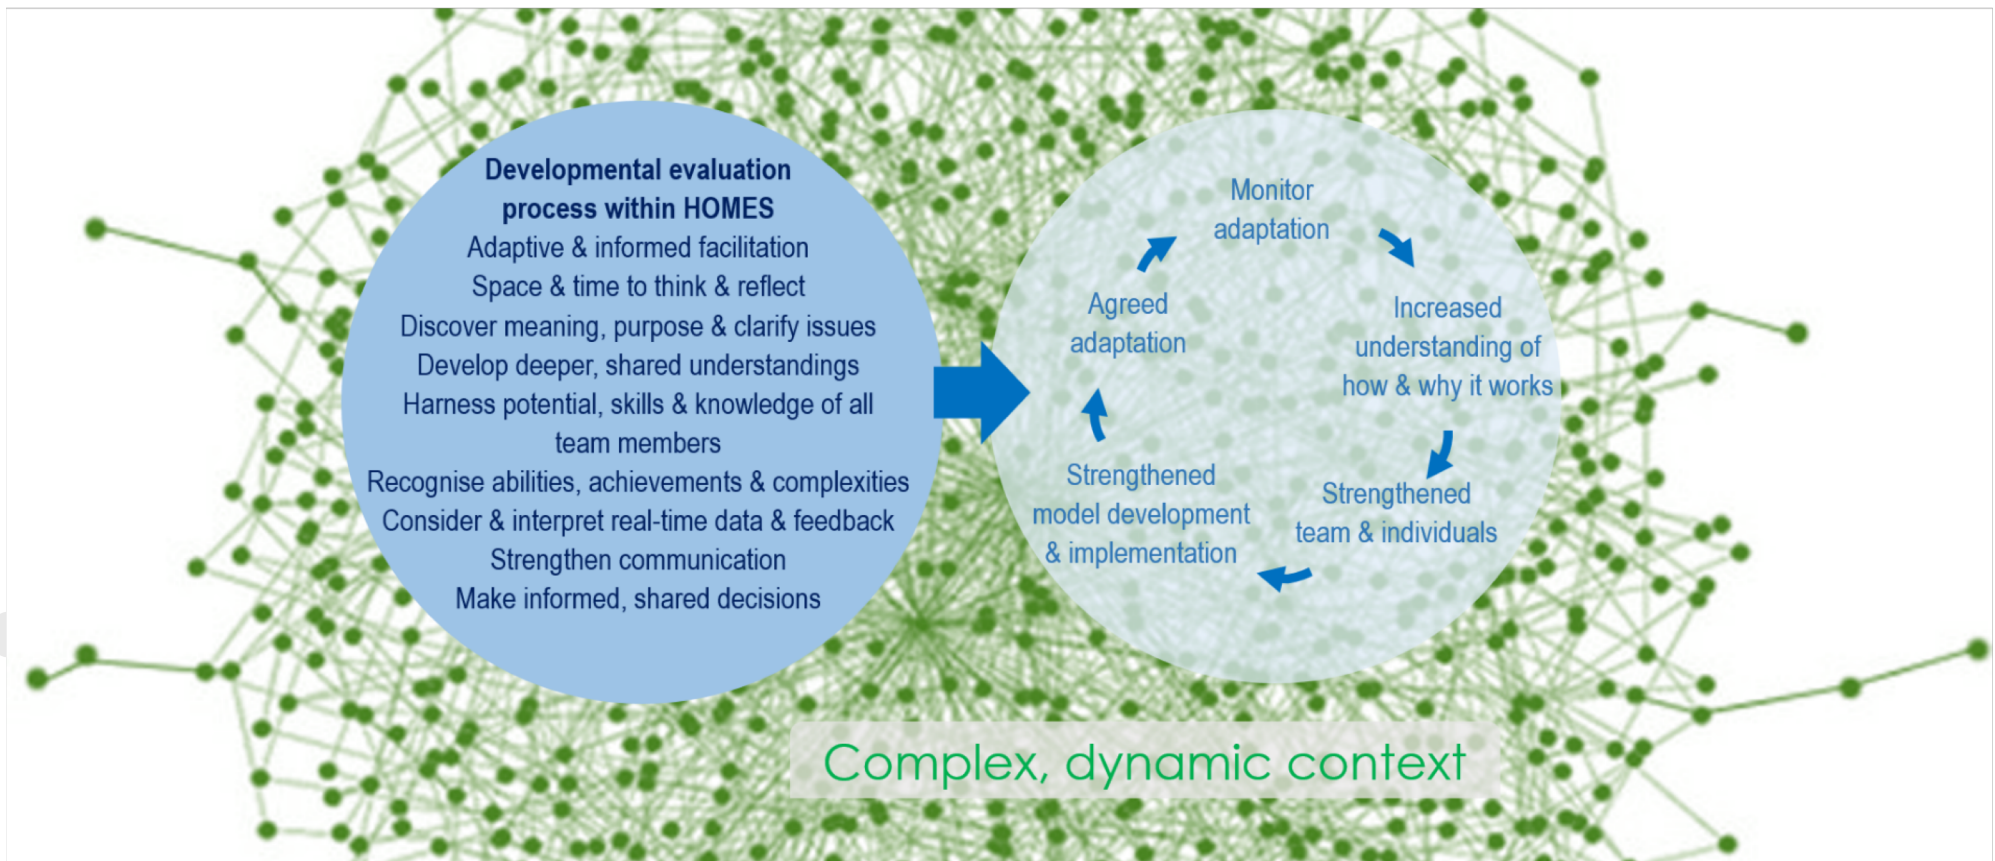 Developmental evaluation
process within HOMES
Adaptive & informed facilitation
Space & time to think & reflect
Discover meaning, purpose & clarify issues
Develop deeper, shared understandings
Harness potential, skills & knowledge of all
team members
Recognise abilities, achievements & complexities
Consider & interpret real-time data & feedback
Strengthen communication
Make informed, shared decisions
Monitor
adaptation
Increased
understanding of
how & why it works
Strengthened
team & individuals
Strengthened
model development
& implementation
Agreed
adaptation
Complex, dynamic context